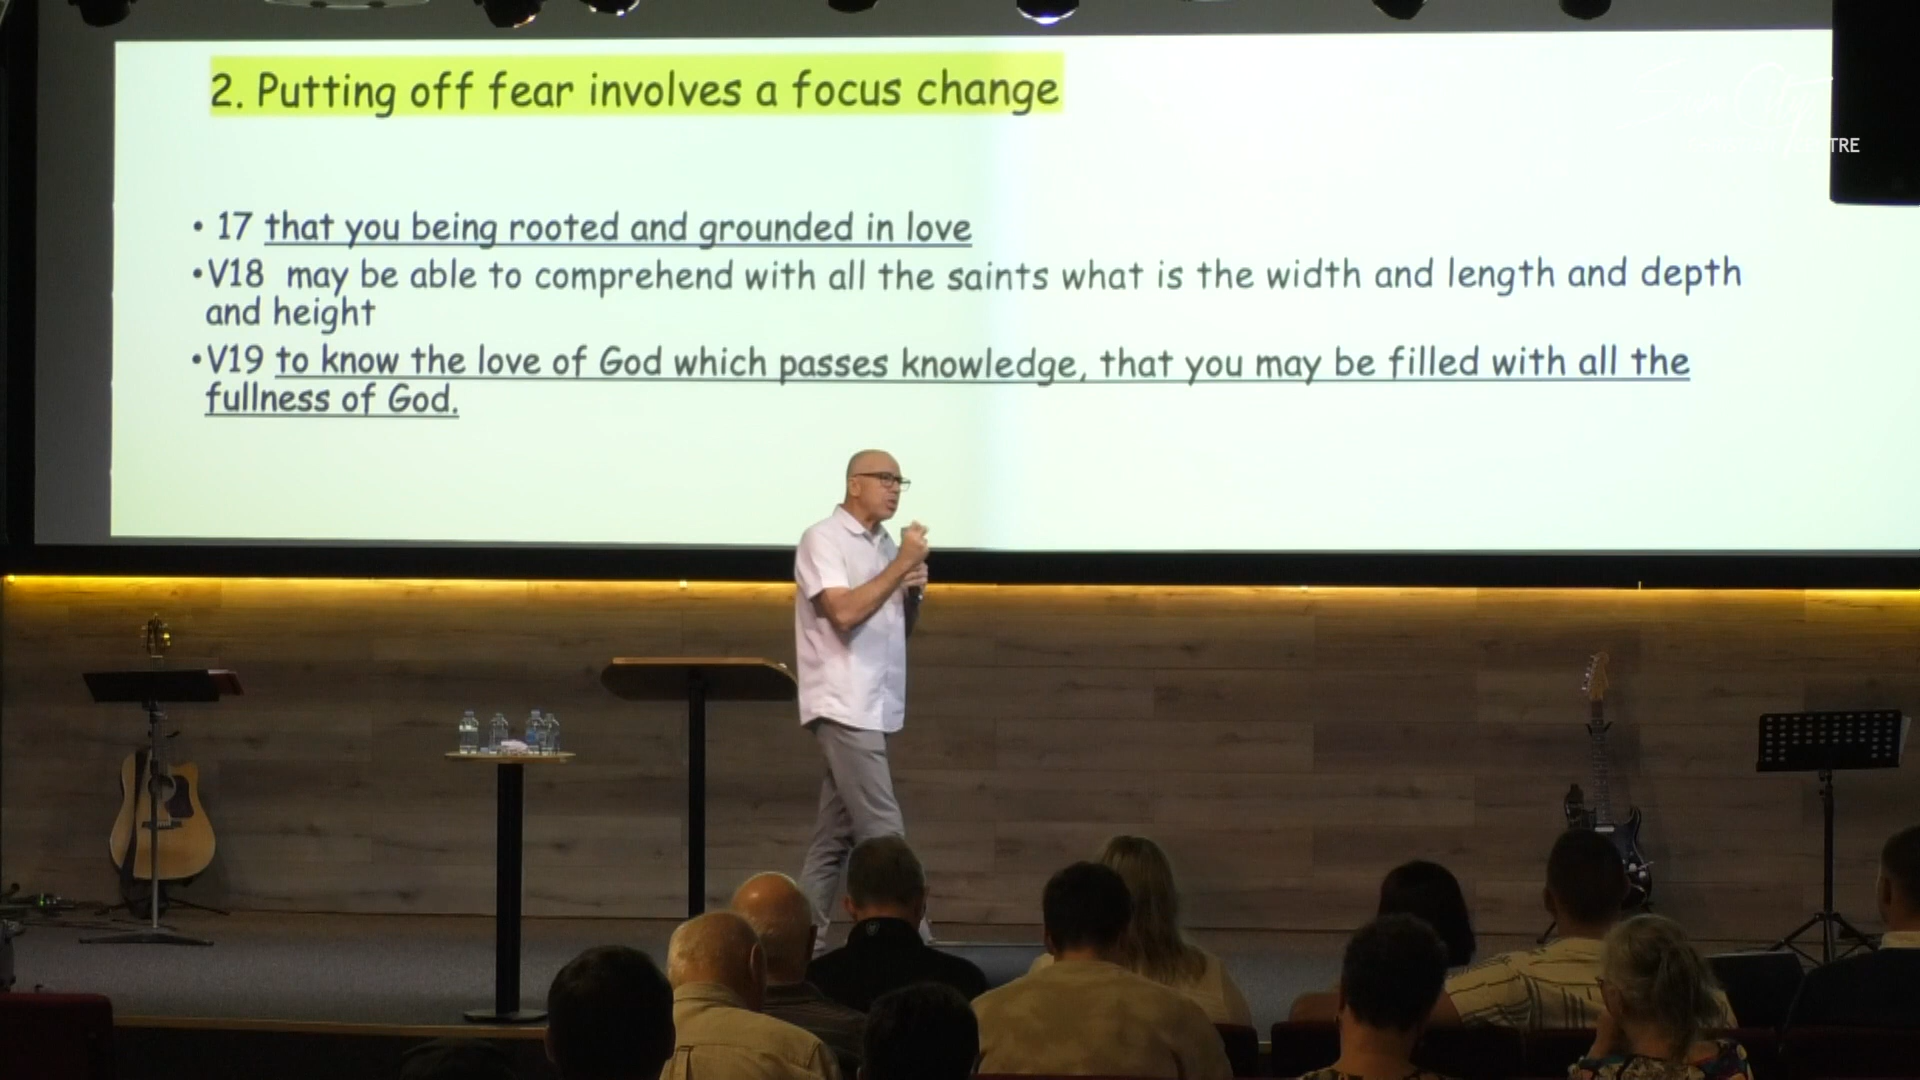 2. Putting off fear involves a focus change
• 17 that you being rooted and grounded in love
•V18 may be able to comprehend with all the saints what is the width and length and depth
and height
•V19 to know the love of God which passes knowledge, that you may be filled with all the
fullness of God.